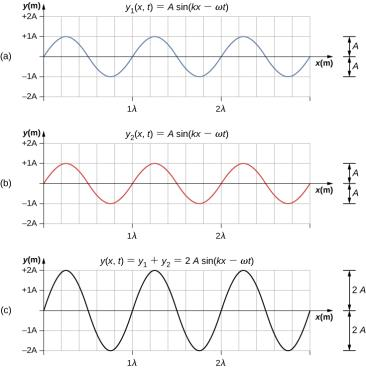 y(m) y₁(x, t) = A sin(kx − ωt)
+2A
+1A
A
(a)
x(m)
A
−1A
−2A
1λ 2λ
y(m) y₂(x, t) = A sin(kx − ωt)
+2A
+1A
A
(b)
x(m)
A
−1A
−2A
1λ 2λ
y(m) y(x, t) = y₁ + y₂ = 2 A sin(kx − ωt)
+2A
+1A
2 A
(c)
x(m)
−1A
2 A
−2A
1λ 2λ